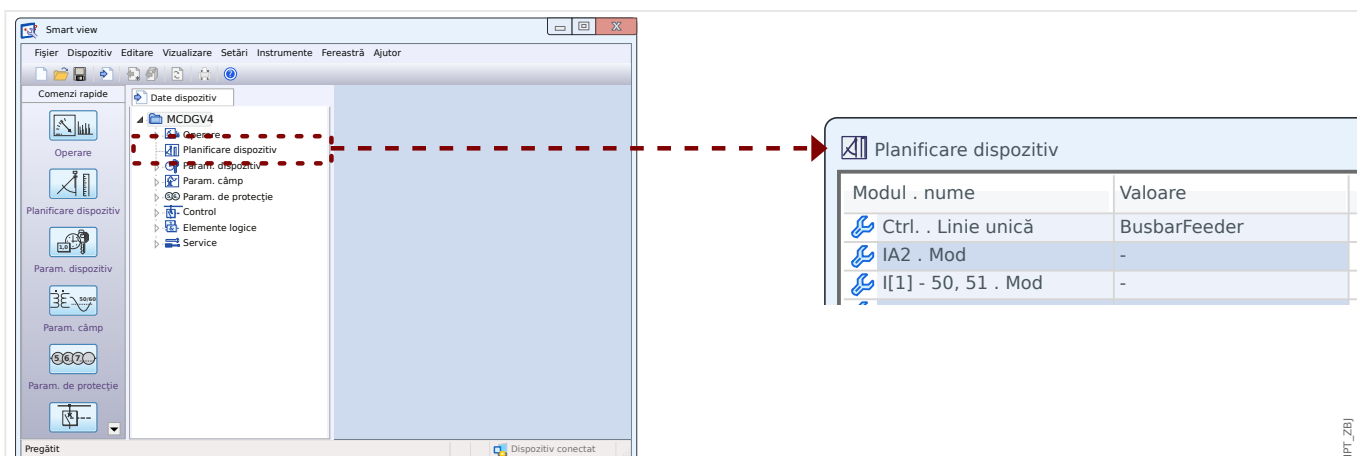 Smart view
Fișier Dispozitiv Editare Vizualizare Setări Instrumente Fereastră Ajutor
Comenzi rapide
Operare
Planificare dispozitiv
Param. dispozitiv
50/60
Param. câmp
Param. de protecție
Date dispozitiv
MCDGV4
Operare
Planificare dispozitiv
Param. dispozitiv
Param. câmp
Param. de protecție
Control
Elemente logice
Service
Pregătit
Dispozitiv conectat
Planificare dispozitiv
Modul . nume Valoare
Ctrl. . Linie unică BusbarFeeder
IA2 . Mod -
I[1] - 50, 51 . Mod -